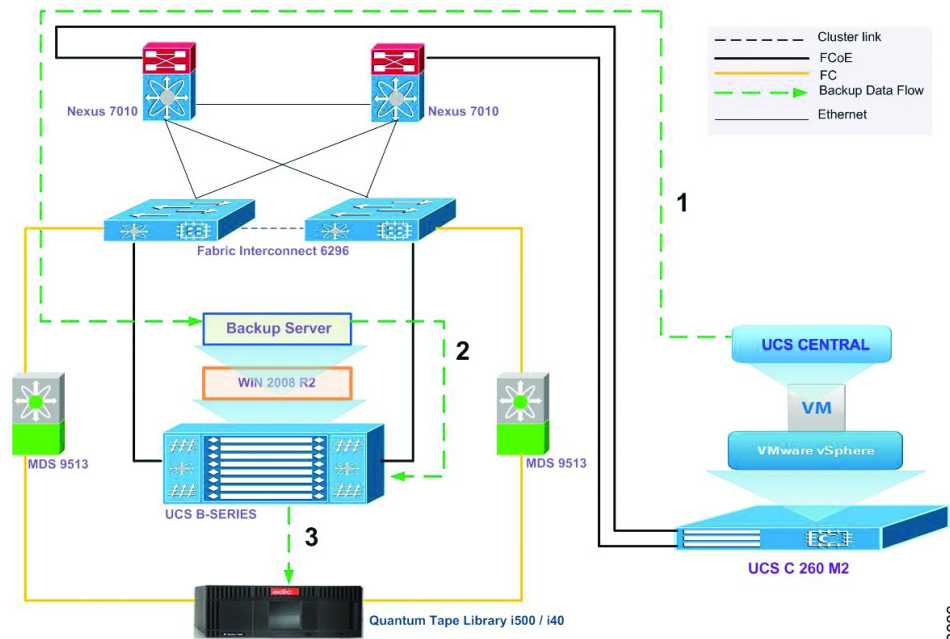 Cluster link
FCoE
FC
Backup Data Flow
Ethernet
Nexus 7010
Nexus 7010
1
Fabric Interconnect 6296
Backup Server
2
UCS CENTRAL
WIN 2008 R2
VM
VMware vSphere
MDS 9513
MDS 9513
UCS B-SERIES
3
C
UCS C 260 M2
Quantum Tape Library i500 / i40